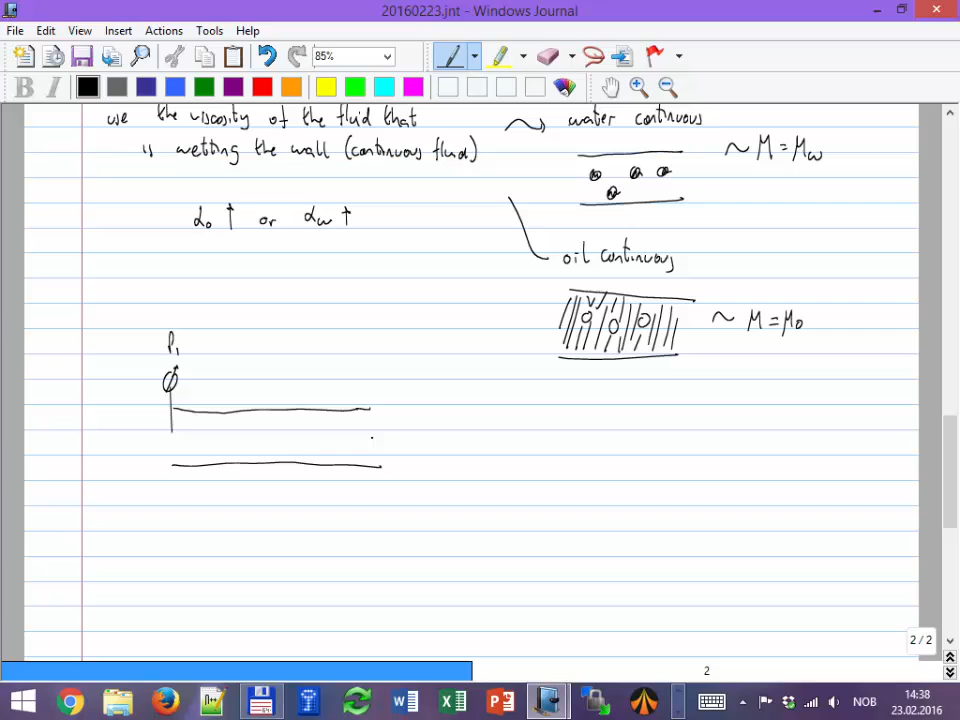 20160223.jnt - Windows Journal
File Edit View Insert Actions Tools Help
85%
B I
use the viscosity of the fluid that
is wetting the wall (continuous fluid)
water continuous
~ μ = μw
αo ↑ or αw ↑
oil continuous
~ μ = μo
P1
2 / 2
2
NOB
14:38
23.02.2016